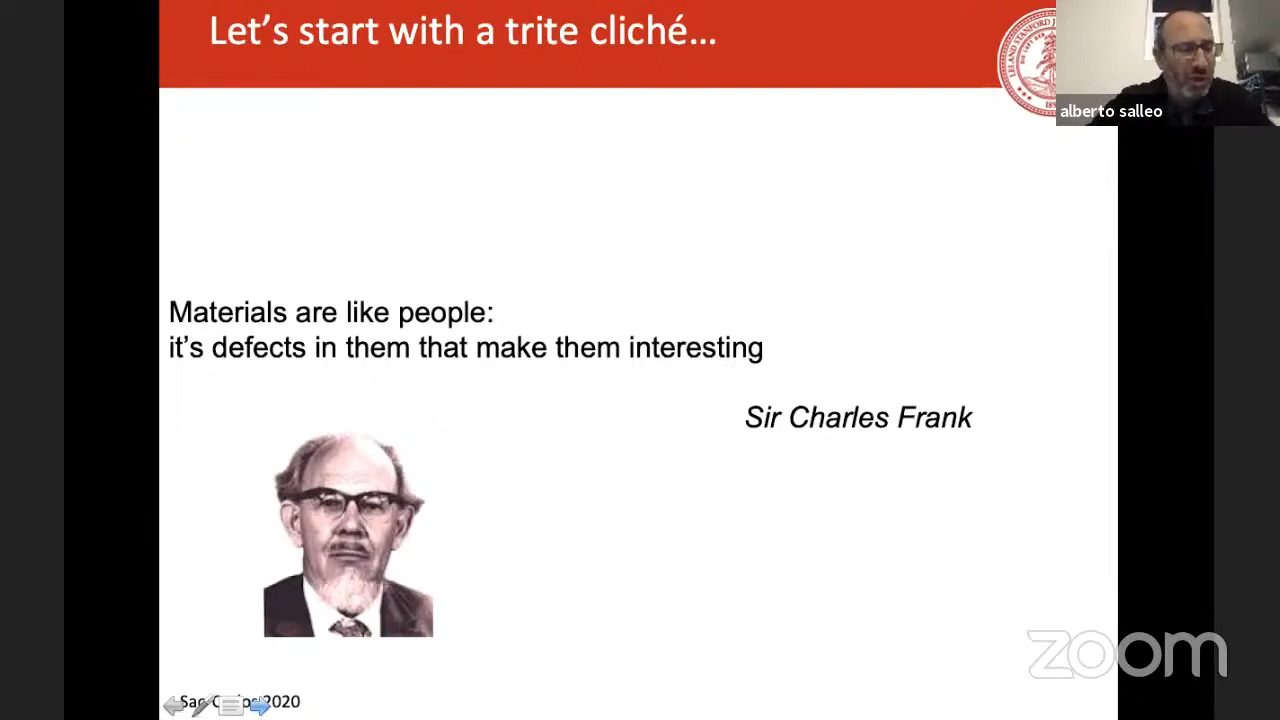 Let's start with a trite cliché...
alberto salleo
Materials are like people:
it's defects in them that make them interesting
Sir Charles Frank
zoom
2020